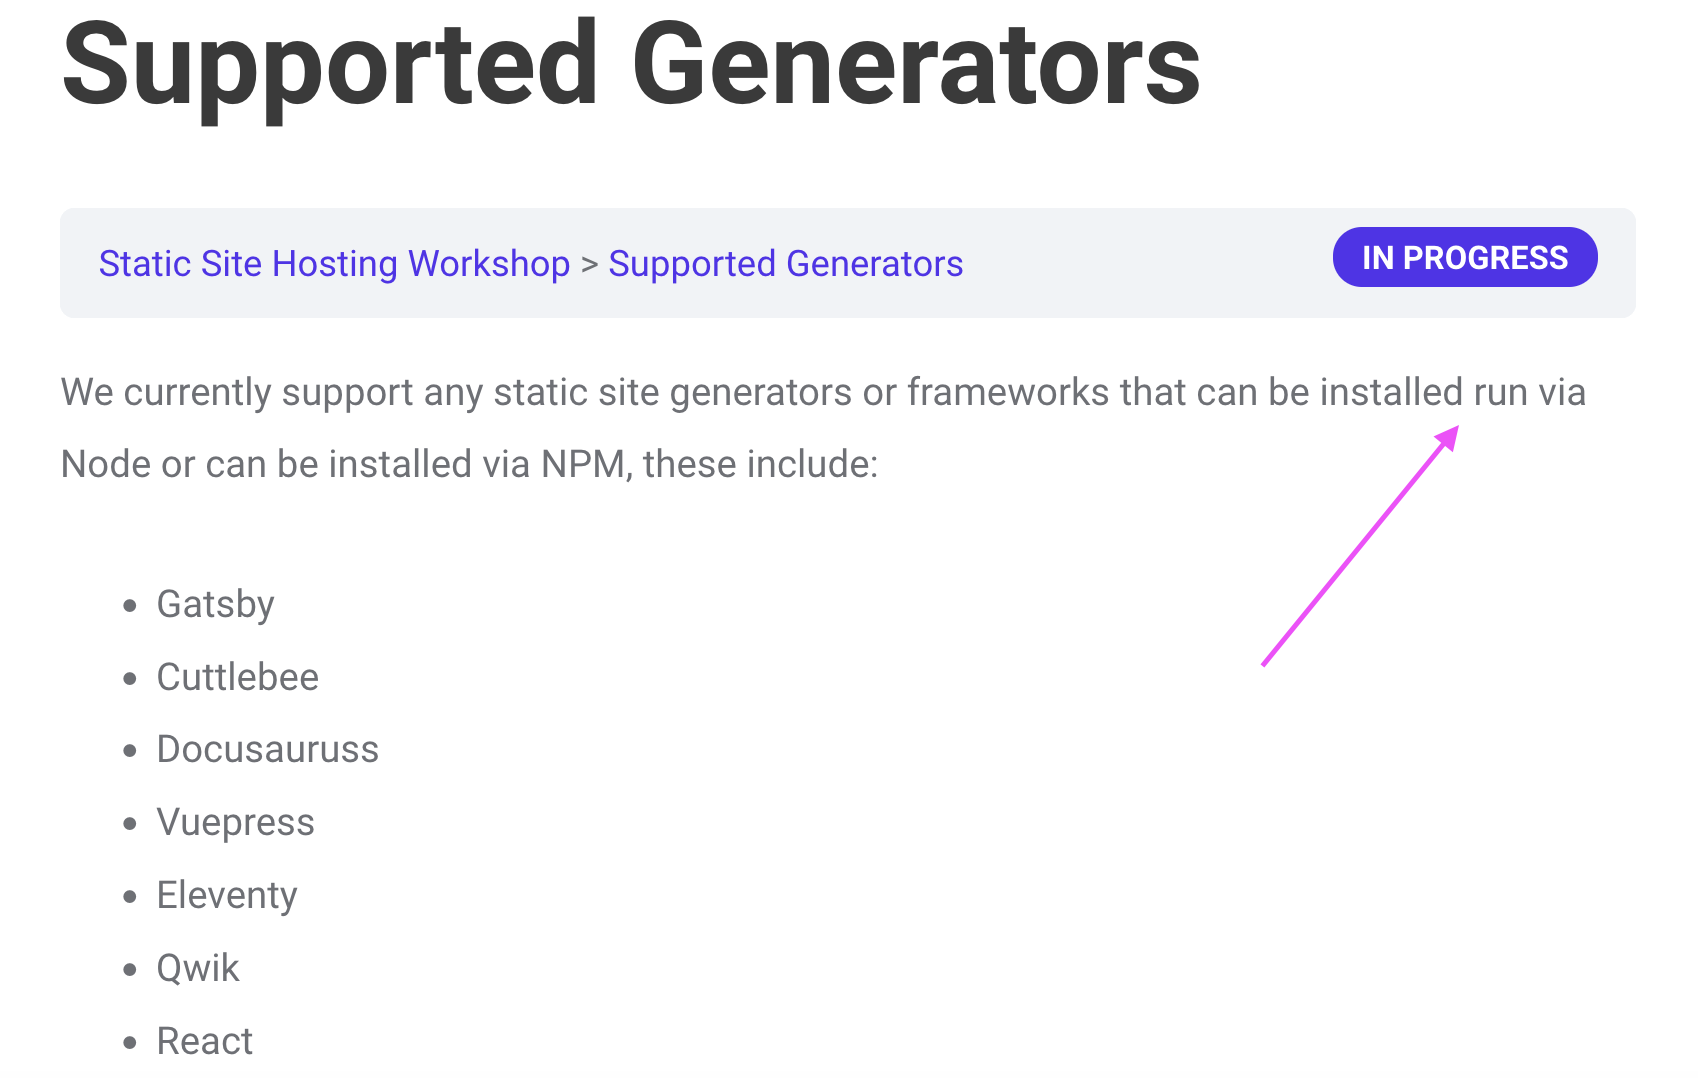 Supported Generators
Static Site Hosting Workshop > Supported Generators
IN PROGRESS
We currently support any static site generators or frameworks that can be installed run via
Node or can be installed via NPM, these include:
• Gatsby
• Cuttlebee
• Docusauruss
• Vuepress
• Eleventy
• Qwik
• React